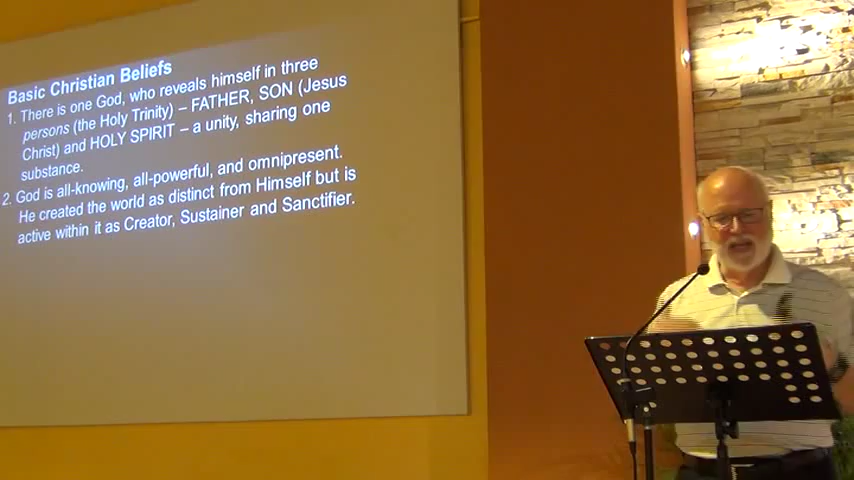 Basic Christian Beliefs
1. There is one God, who reveals himself in three
persons (the Holy Trinity) – FATHER, SON (Jesus
Christ) and HOLY SPIRIT – a unity, sharing one
substance.
2. God is all-knowing, all-powerful, and omnipresent.
He created the world as distinct from Himself but is
active within it as Creator, Sustainer and Sanctifier.